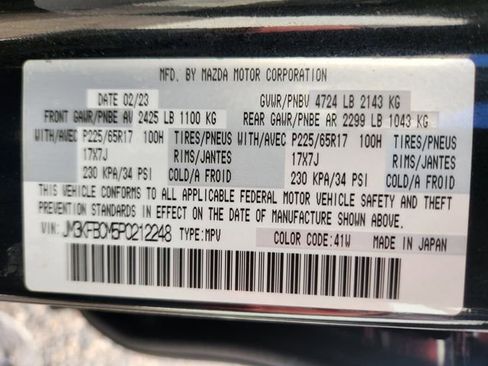 MFD. BY MAZDA MOTOR CORPORATION
DATE 02/23 GVWR/PNBV 4724 LB 2143 KG
FRONT GAWR/PNBE AV 2425 LB 1100 KG REAR GAWR/PNBE AR 2299 LB 1043 KG
WITH/AVEC P225/65R17 100H TIRES/PNEUS WITH/AVEC P225/65R17 100H TIRES/PNEUS
17X7J RIMS/JANTES 17X7J RIMS/JANTES
230 KPA/34 PSI COLD/A FROID 230 KPA/34 PSI COLD/A FROID
THIS VEHICLE CONFORMS TO ALL APPLICABLE FEDERAL MOTOR VEHICLE SAFETY AND THEFT
PREVENTION STANDARDS IN EFFECT ON THE DATE OF MANUFACTURE SHOWN ABOVE.
VIN: JM3KFBCM5P0212248 TYPE: MPV COLOR CODE: 41W MADE IN JAPAN